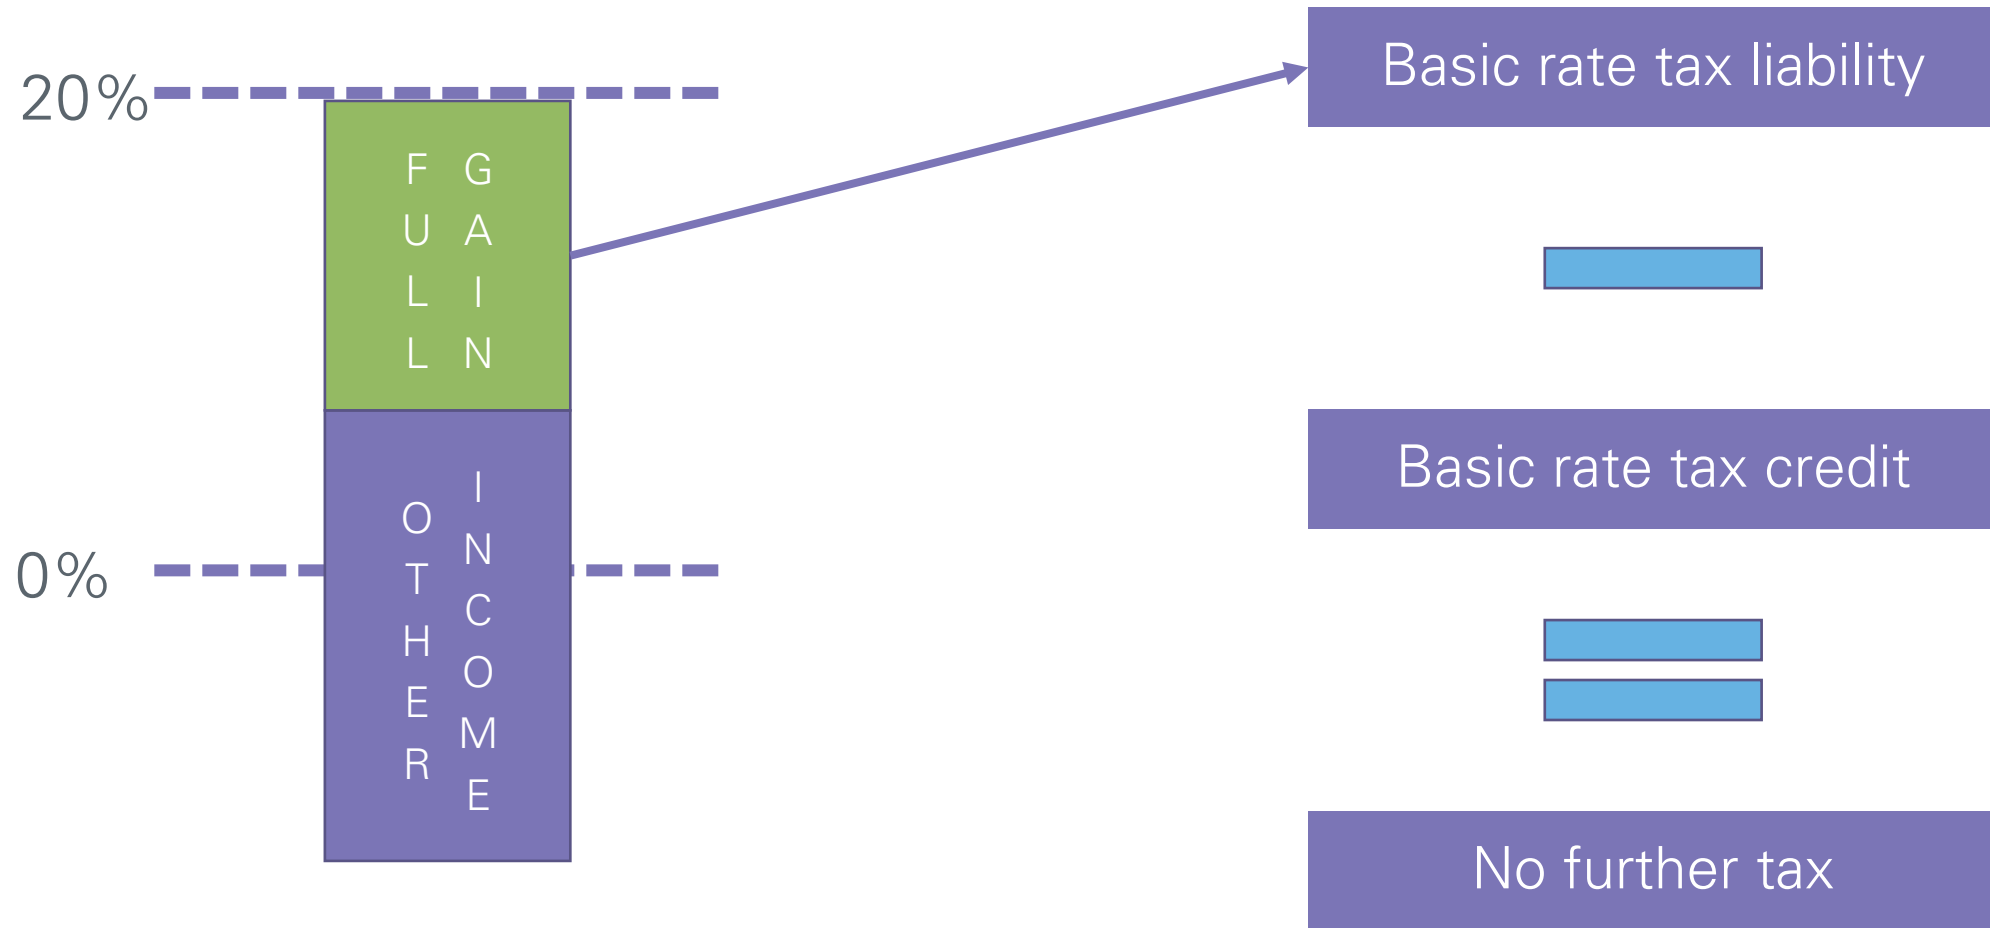 20%
Basic rate tax liability
FULL
GAIN
Basic rate tax credit
0%
OTHER
INCOME
No further tax